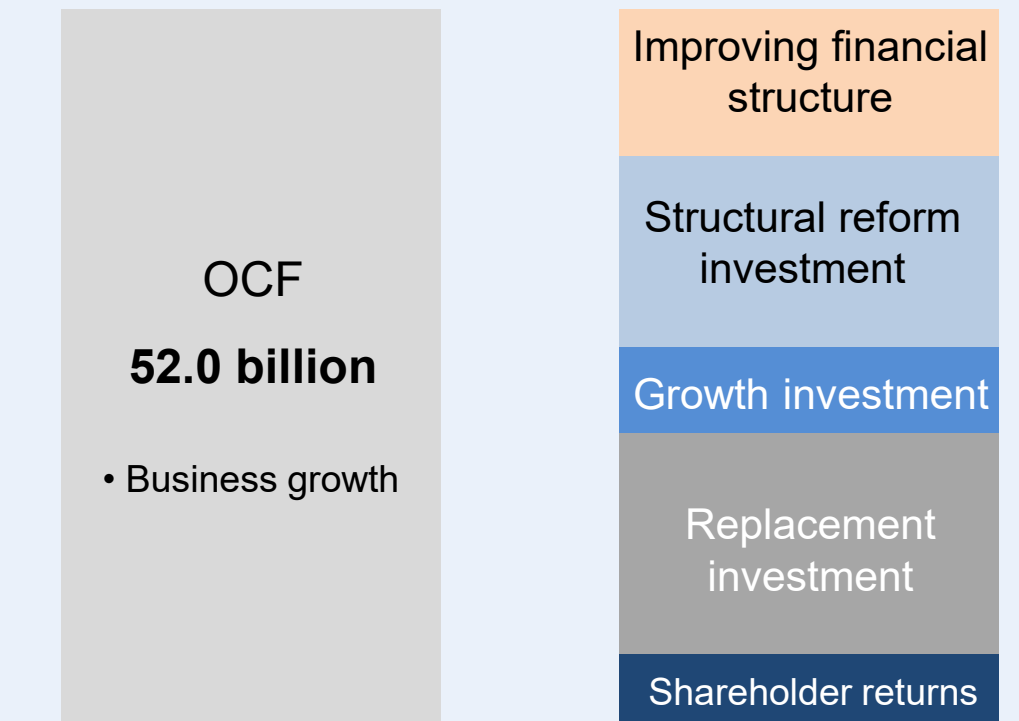 OCF
52.0 billion
• Business growth
Improving financial
structure
Structural reform
investment
Growth investment
Replacement
investment
Shareholder returns